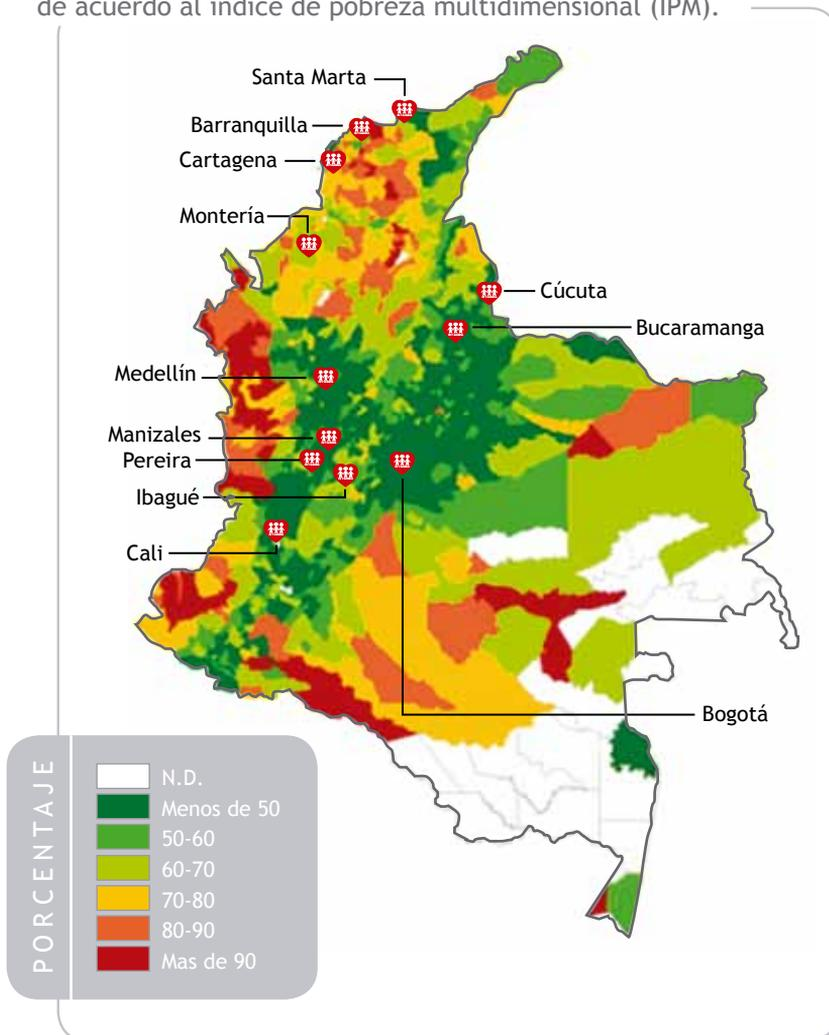 de acuerdo al índice de pobreza multidimensional (IPM).
Santa Marta
Barranquilla
Cartagena
Montería
Cúcuta
Bucaramanga
Medellín
Manizales
Pereira
Ibagué
Cali
Bogotá
PORCENTAJE
N.D.
Menos de 50
50-60
60-70
70-80
80-90
Mas de 90